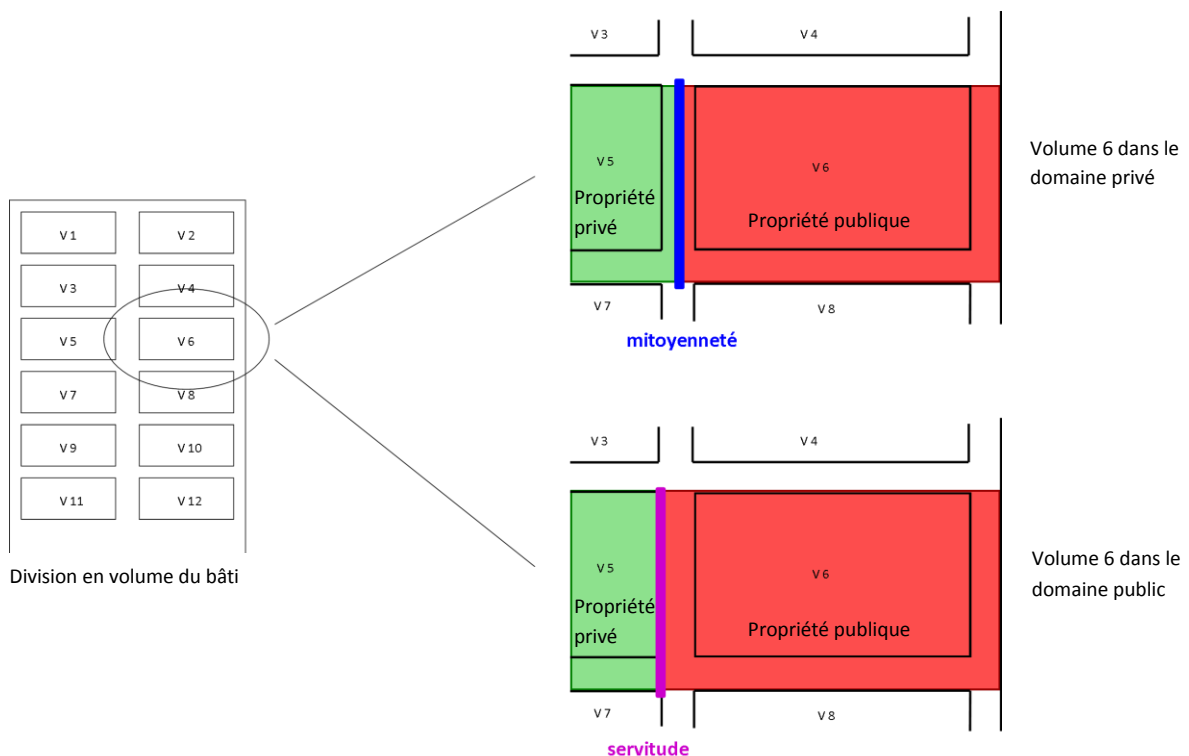 V 1
V 2
V 3
V 4
V 5
V 6
V 7
V 8
V 9
V 10
V 11
V 12
Division en volume du bâti
V 3
V 4
V 5
Propriété
privé
V 6
Propriété publique
V 7
V 8
mitoyenneté
Volume 6 dans le
domaine privé
V 3
V 4
V 5
Propriété
privé
V 6
Propriété publique
V 7
V 8
servitude
Volume 6 dans le
domaine public